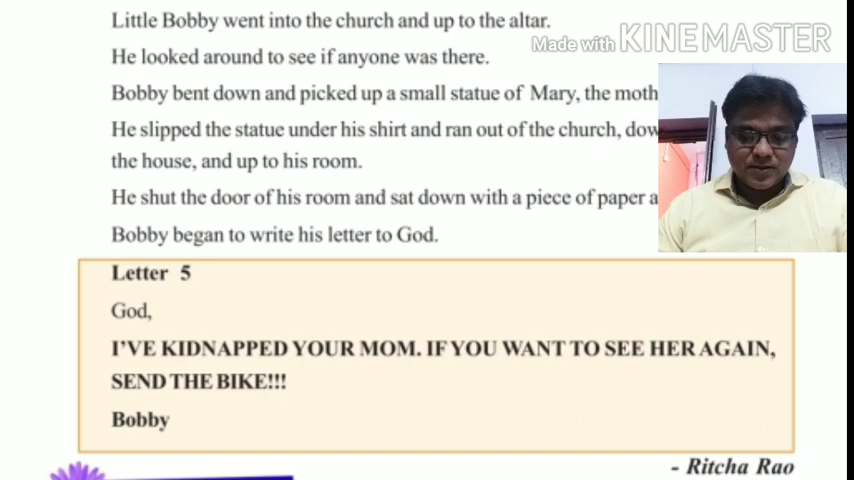 Little Bobby went into the church and up to the altar.
Made with KINEMASTER
He looked around to see if anyone was there.
Bobby bent down and picked up a small statue of Mary, the moth
He slipped the statue under his shirt and ran out of the church, dow
the house, and up to his room.
He shut the door of his room and sat down with a piece of paper a
Bobby began to write his letter to God.
Letter 5
God,
I'VE KIDNAPPED YOUR MOM. IF YOU WANT TO SEE HER AGAIN,
SEND THE BIKE!!!
Bobby
- Ritcha Rao